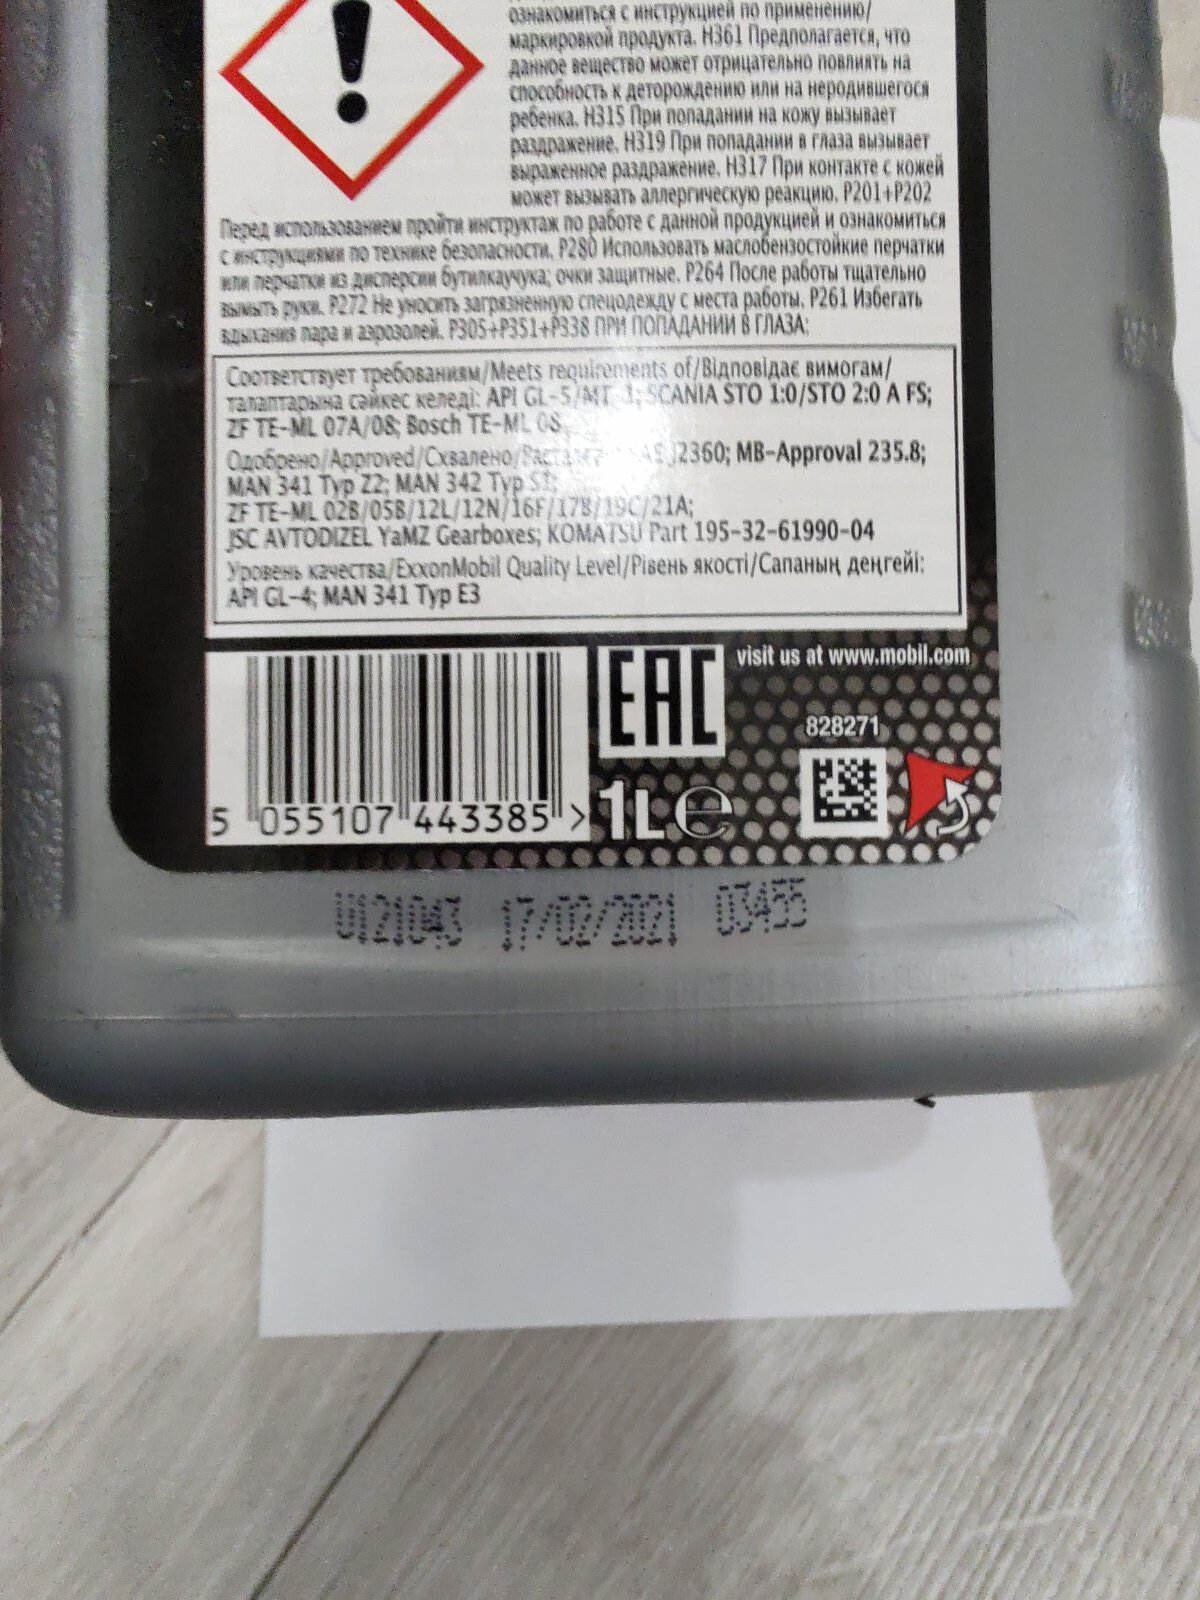 ознакомиться с инструкцией по применению/
маркировкой продукта. H361 Предполагается, что
данное вещество может отрицательно повлиять на
способность к деторождению или на неродившегося
ребенка. H315 При попадании на кожу вызывает
раздражение. H319 При попадании в глаза вызывает
выраженное раздражение. H317 При контакте с кожей
может вызывать аллергическую реакцию. P201+P202
Перед использованием пройти инструктаж по работе с данной продукцией и ознакомиться
с инструкциями по технике безопасности. P280 Использовать маслобензостойкие перчатки
или перчатки из дисперсии бутилкаучука; очки защитные. P264 После работы тщательно
вымыть руки. P272 Не уносить загрязненную спецодежду с места работы. P261 Избегать
вдыхания пара и аэрозолей. P305+P351+P338 ПРИ ПОПАДАНИИ В ГЛАЗА:
Соответствует требованиям/Meets requirements of/Відповідає вимогам/
талаптарына сәйкес келеді: API GL-5/MT-1; SCANIA STO 1:0/STO 2:0 A FS;
ZF TE-ML 07A/08; Bosch TE-ML 08
Одобрено/Approved/Схвалено/ J2360; MB-Approval 235.8;
MAN 341 Typ Z2; MAN 342 Typ S1;
ZF TE-ML 02B/05B/12L/12N/16F/17B/19C/21A;
JSC AVTODIZEL YaMZ Gearboxes; KOMATSU Part 195-32-61990-04
Уровень качества/ExxonMobil Quality Level/Рівень якості/Сапаның деңгейі:
API GL-4; MAN 341 Typ E3
EAC
visit us at www.mobil.com
828271
5 055107 443385 >
1L e
17/02/2021 03455